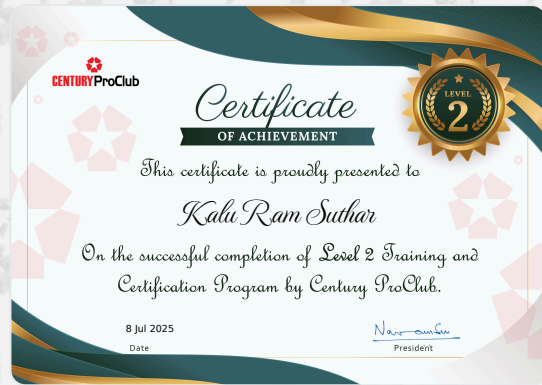 CENTURY ProClub
LEVEL
2
Certificate
OF ACHIEVEMENT
This certificate is proudly presented to
Kalu Ram Suthar
On the successful completion of Level 2 Training and
Certification Program by Century ProClub.
8 Jul 2025
Date
President